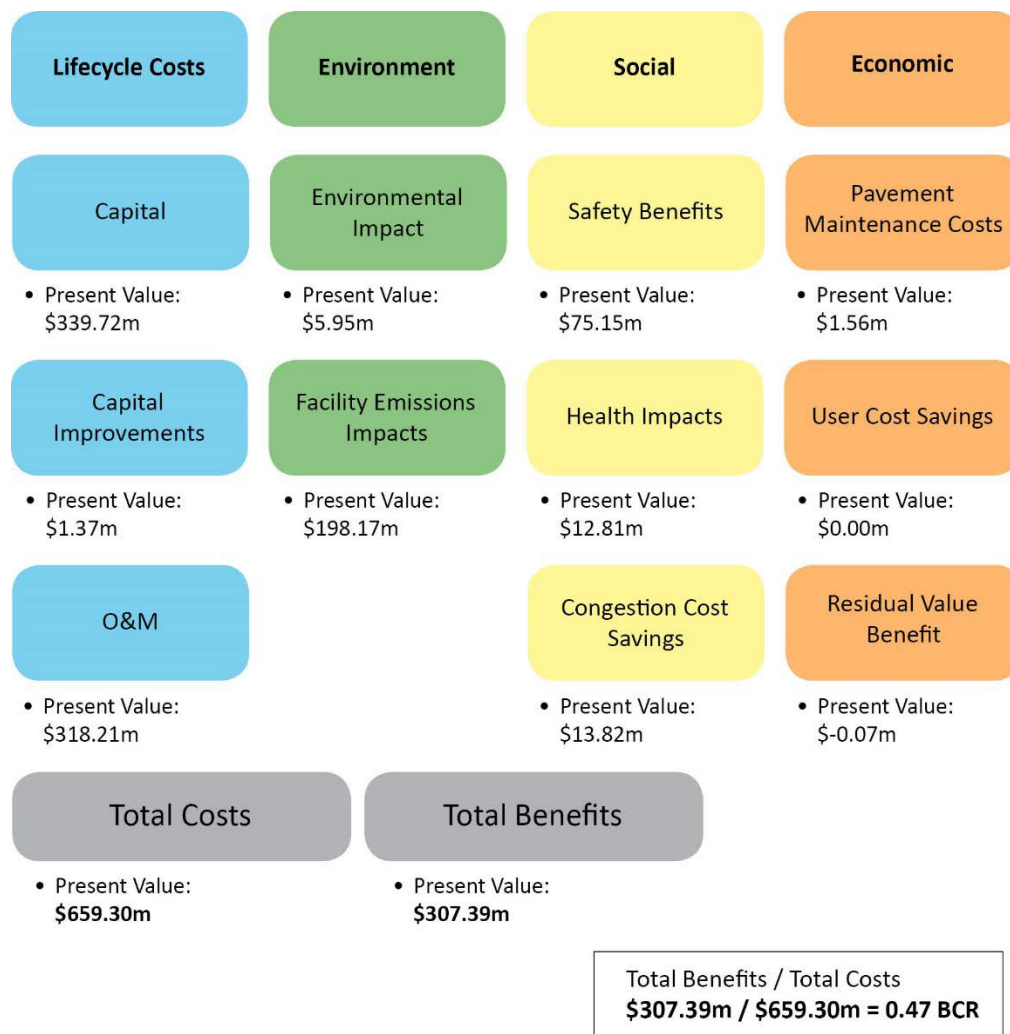 Lifecycle Costs
Environment
Social
Economic
Capital
Environmental
Impact
Safety Benefits
Pavement
Maintenance Costs
• Present Value:
$339.72m
• Present Value:
$5.95m
• Present Value:
$75.15m
• Present Value:
$1.56m
Capital
Improvements
Facility Emissions
Impacts
Health Impacts
User Cost Savings
• Present Value:
$1.37m
• Present Value:
$198.17m
• Present Value:
$12.81m
• Present Value:
$0.00m
O&M
Congestion Cost
Savings
Residual Value
Benefit
• Present Value:
$318.21m
• Present Value:
$13.82m
• Present Value:
$-0.07m
Total Costs
Total Benefits
• Present Value:
$659.30m
• Present Value:
$307.39m
Total Benefits / Total Costs
$307.39m / $659.30m = 0.47 BCR